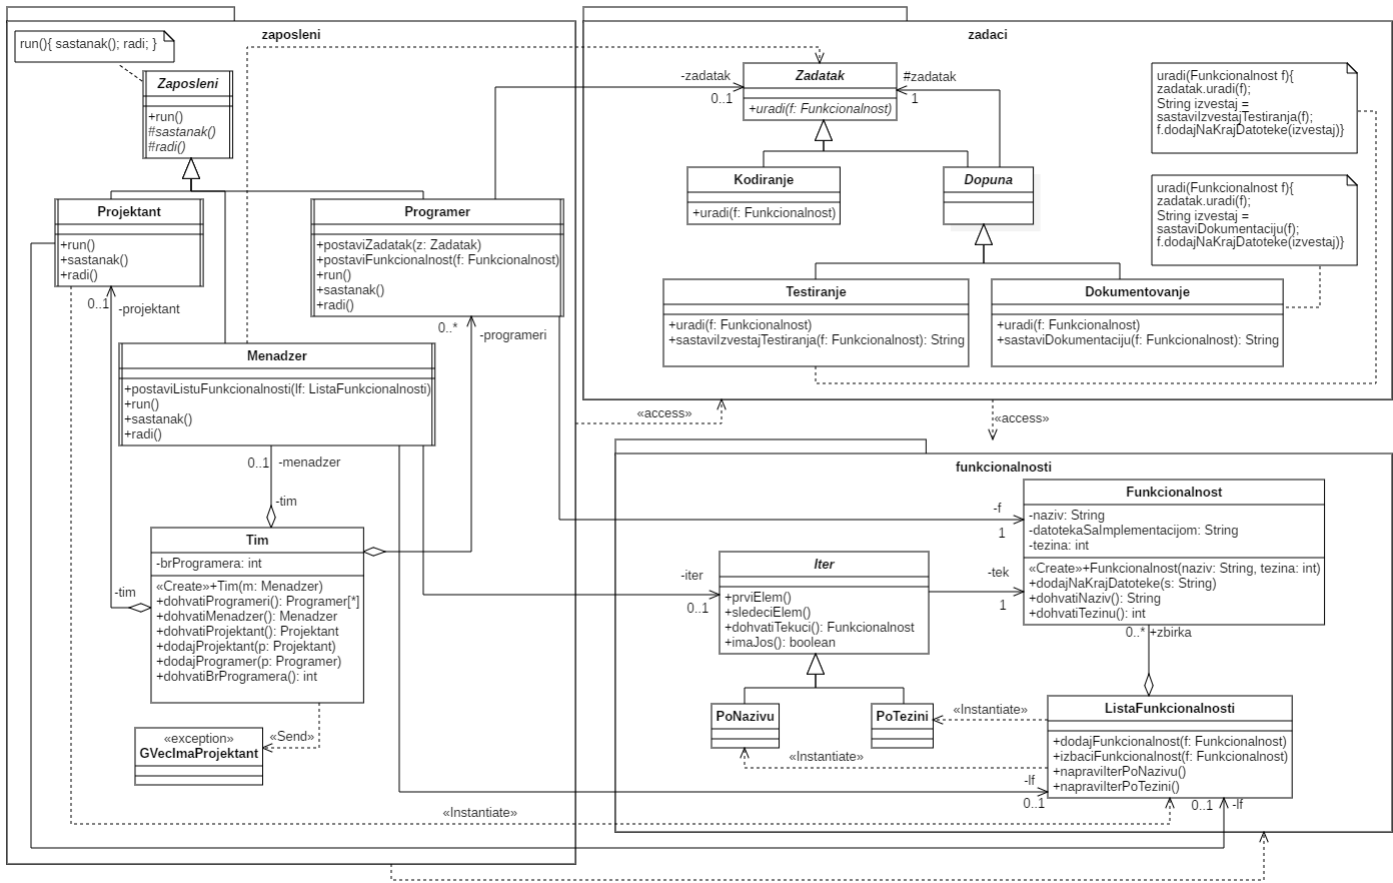 zaposleni
run(){ sastanak(); radi; }
Zaposleni
+run()
#sastanak()
#radi()
Projektant
+run()
+sastanak()
+radi()
Programer
+postaviZadatak(z: Zadatak)
+postaviFunkcionalnost(f: Funkcionalnost)
+run()
+sastanak()
+radi()
0..1
-projektant
0..*
-programeri
Menadzer
+postaviListuFunkcionalnosti(lf: ListaFunkcionalnosti)
+run()
+sastanak()
+radi()
0..1
-menadzer
-tim
Tim
-brProgramera: int
«Create»+Tim(m: Menadzer)
+dohvatiProgrameri(): Programer[*]
+dohvatiMenadzer(): Menadzer
+dohvatiProjektant(): Projektant
+dodajProjektant(p: Projektant)
+dodajProgramer(p: Programer)
+dohvatiBrProgramera(): int
-tim
«Send»
«exception»
GVecImaProjektant
«Instantiate»
zadaci
-zadatak
0..1
Zadatak
+uradi(f: Funkcionalnost)
#zadatak
1
Kodiranje
+uradi(f: Funkcionalnost)
Dopuna
uradi(Funkcionalnost f){
zadatak.uradi(f);
String izvestaj =
sastaviIzvestajTestiranja(f);
f.dodajNaKrajDatoteke(izvestaj)}
uradi(Funkcionalnost f){
zadatak.uradi(f);
String izvestaj =
sastaviDokumentaciju(f);
f.dodajNaKrajDatoteke(izvestaj)}
Testiranje
+uradi(f: Funkcionalnost)
+sastaviIzvestajTestiranja(f: Funkcionalnost): String
Dokumentovanje
+uradi(f: Funkcionalnost)
+sastaviDokumentaciju(f: Funkcionalnost): String
«access»
«access»
funkcionalnosti
-f
1
Funkcionalnost
-naziv: String
-datotekaSaImplementacijom: String
-tezina: int
«Create»+Funkcionalnost(naziv: String, tezina: int)
+dodajNaKrajDatoteke(s: String)
+dohvatiNaziv(): String
+dohvatiTezinu(): int
-iter
0..1
Iter
+prviElem()
+sledeciElem()
+dohvatiTekuci(): Funkcionalnost
+imaJos(): boolean
-tek
1
0..*
+zbirka
PoNazivu
PoTezini
«Instantiate»
«Instantiate»
ListaFunkcionalnosti
+dodajFunkcionalnost(f: Funkcionalnost)
+izbaciFunkcionalnost(f: Funkcionalnost)
+napraviIterPoNazivu()
+napraviIterPoTezini()
-lf
0..1
0..1
-lf